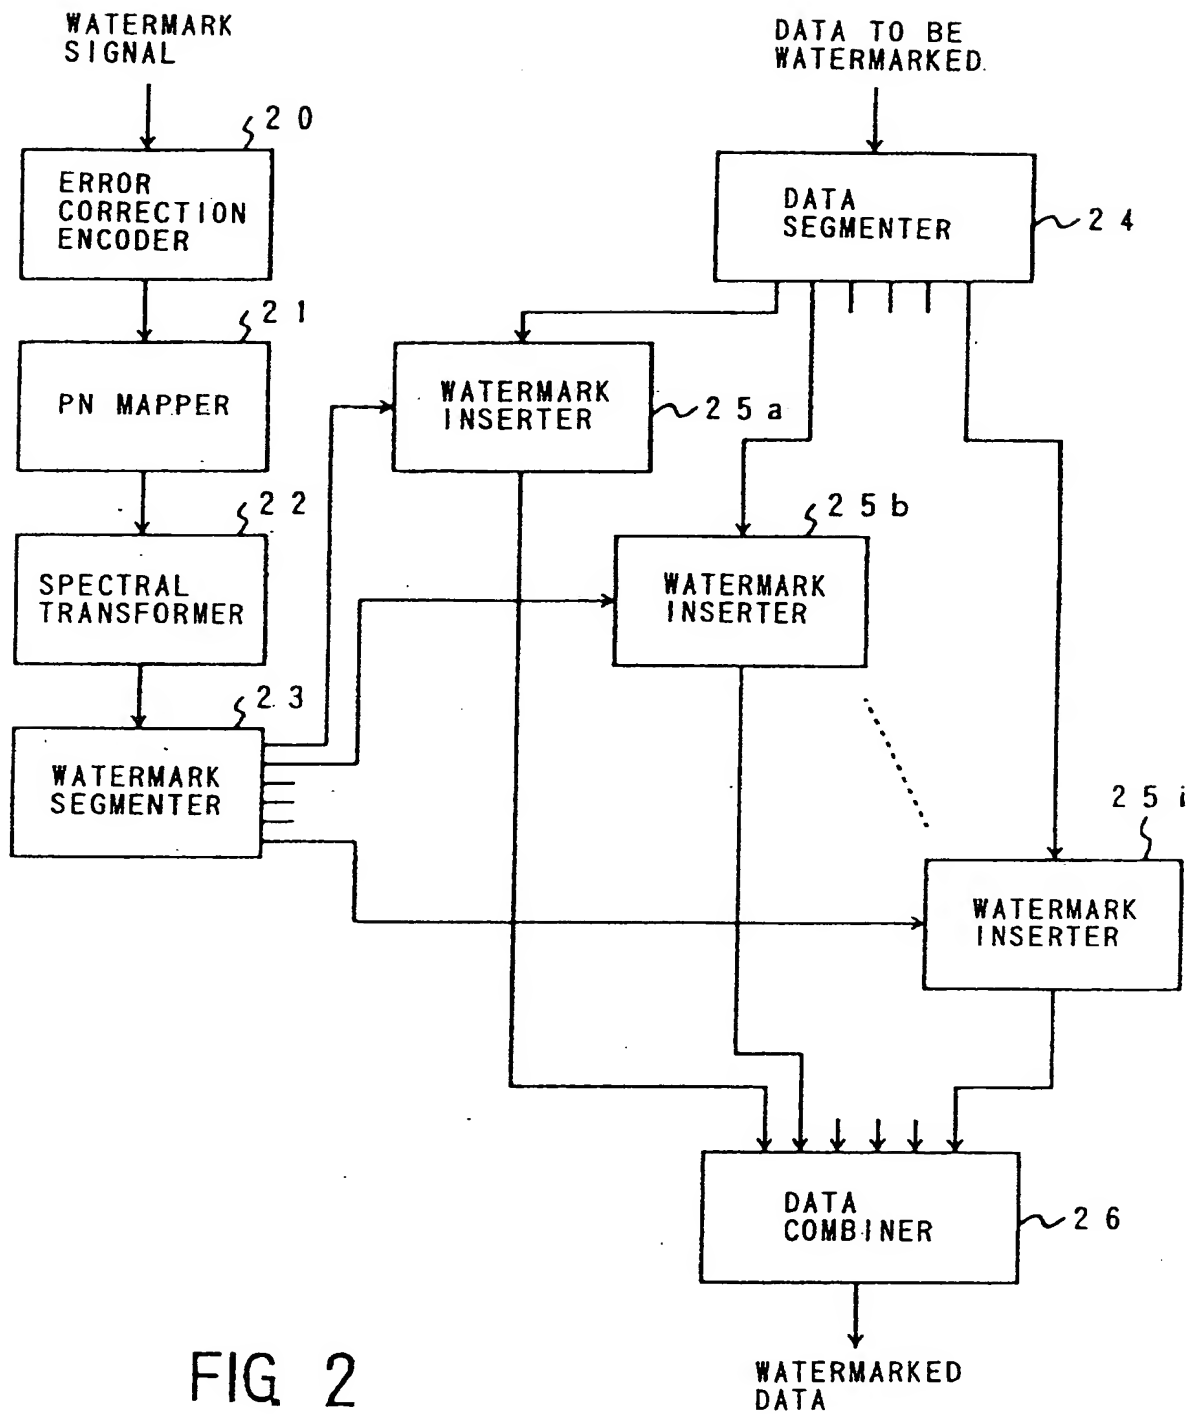 WATERMARK
SIGNAL
DATA TO BE
WATERMARKED
20
ERROR
CORRECTION
ENCODER
DATA
SEGMENTER
24
21
PN MAPPER
WATERMARK
INSERTER
25a
22
SPECTRAL
TRANSFORMER
25b
WATERMARK
INSERTER
23
WATERMARK
SEGMENTER
25i
WATERMARK
INSERTER
DATA
COMBINER
26
WATERMARKED
DATA
FIG. 2